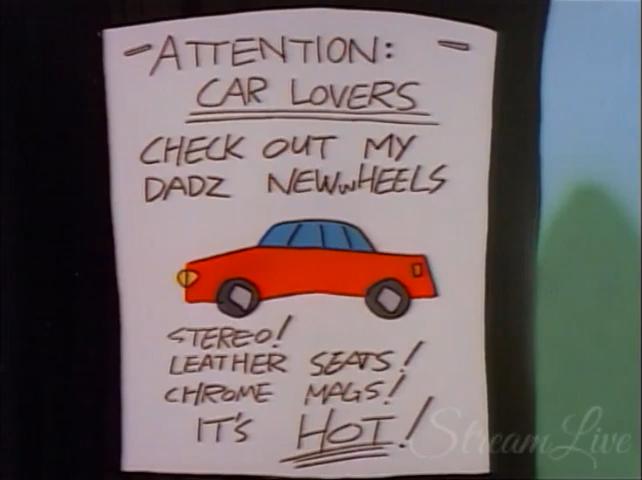 ATTENTION:
CAR LOVERS
CHECK OUT MY
DADZ NEWwHEELS
STEREO!
LEATHER SEATS!
CHROME MAGS!
IT'S HOT!
StreamLive